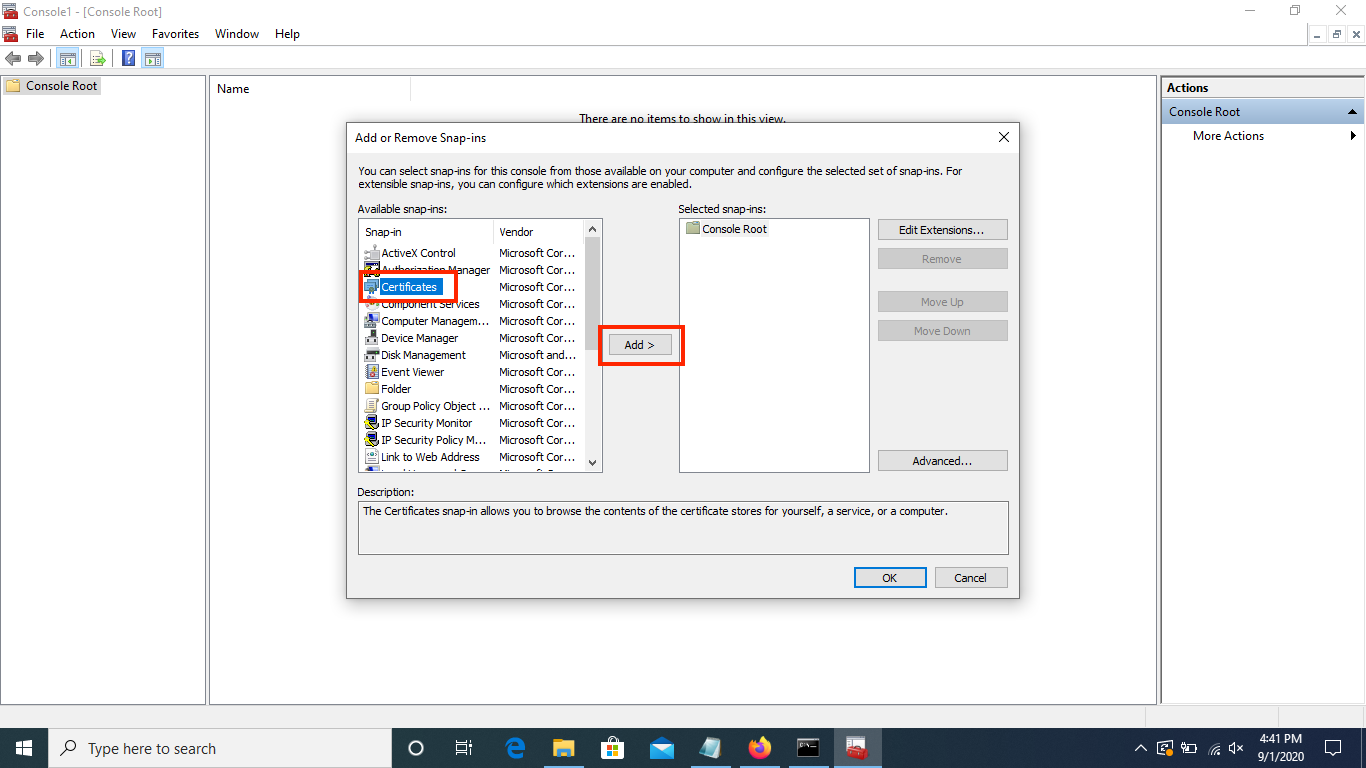 Console1 - [Console Root]
File Action View Favorites Window Help
Console Root
Name
There are no items to show in this view.
Actions
Console Root
More Actions
Add or Remove Snap-ins
You can select snap-ins for this console from those available on your computer and configure the selected set of snap-ins. For
extensible snap-ins, you can configure which extensions are enabled.
Available snap-ins:
Snap-in Vendor
ActiveX Control Microsoft Cor...
Authorization Manager Microsoft Cor...
Certificates Microsoft Cor...
Component Services Microsoft Cor...
Computer Managem... Microsoft Cor...
Device Manager Microsoft Cor...
Disk Management Microsoft and...
Event Viewer Microsoft Cor...
Folder Microsoft Cor...
Group Policy Object ... Microsoft Cor...
IP Security Monitor Microsoft Cor...
IP Security Policy M... Microsoft Cor...
Link to Web Address Microsoft Cor...
Add >
Selected snap-ins:
Console Root
Edit Extensions...
Remove
Move Up
Move Down
Advanced...
Description:
The Certificates snap-in allows you to browse the contents of the certificate stores for yourself, a service, or a computer.
OK Cancel
Type here to search
4:41 PM
9/1/2020